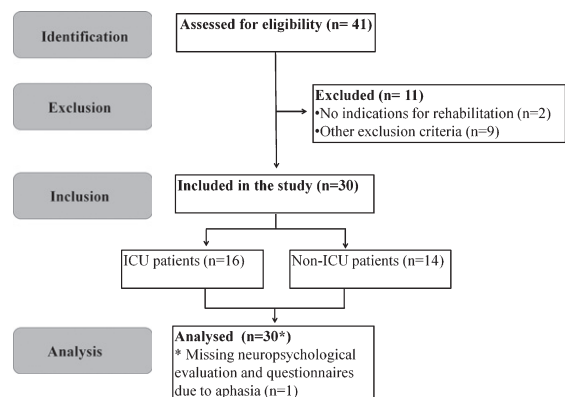 Identification
Assessed for eligibility (n= 41)
Exclusion
Excluded (n= 11)
•No indications for rehabilitation (n=2)
•Other exclusion criteria (n=9)
Inclusion
Included in the study (n=30)
ICU patients (n=16)
Non-ICU patients (n=14)
Analysis
Analysed (n=30*)
* Missing neuropsychological
evaluation and questionnaires
due to aphasia (n=1)